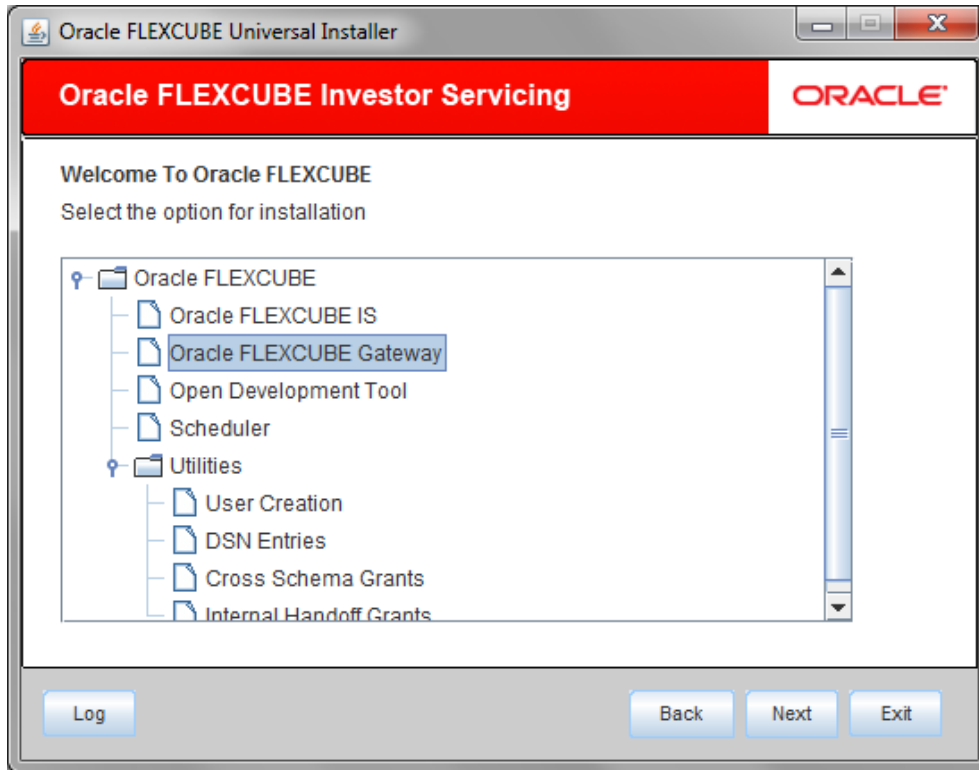 Oracle FLEXCUBE Universal Installer
Oracle FLEXCUBE Investor Servicing
ORACLE
Welcome To Oracle FLEXCUBE
Select the option for installation
Oracle FLEXCUBE
Oracle FLEXCUBE IS
Oracle FLEXCUBE Gateway
Open Development Tool
Scheduler
Utilities
User Creation
DSN Entries
Cross Schema Grants
Internal Handoff Grants
Log
Back
Next
Exit